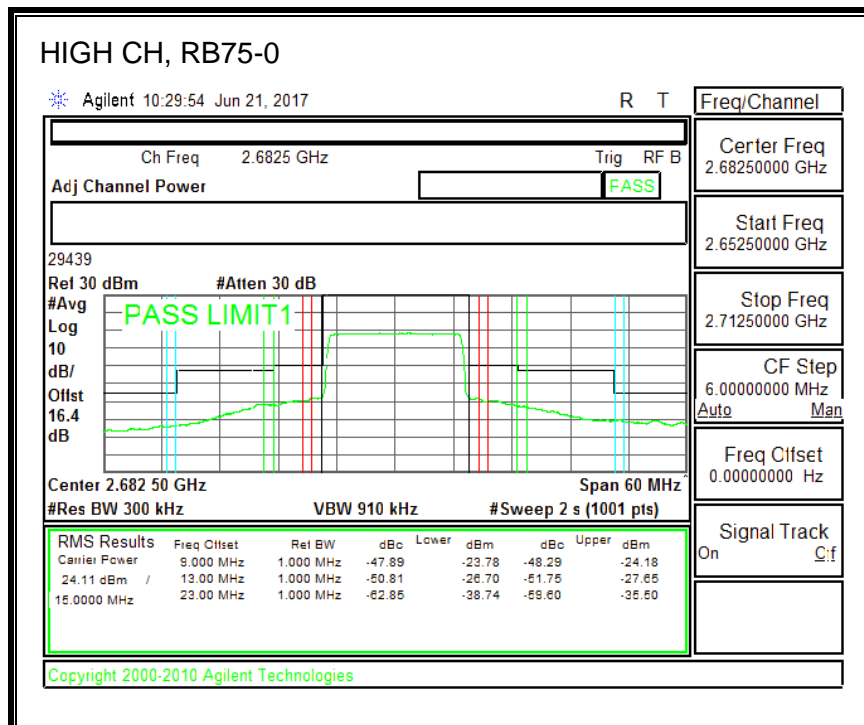 HIGH CH, RB75-0
Agilent 10:29:54 Jun 21, 2017 R T
Freq/Channel
Ch Freq 2.6825 GHz Trig RF B
Adj Channel Power PASS
Center Freq
2.68250000 GHz
Start Freq
2.65250000 GHz
29439
Ref 30 dBm #Atten 30 dB
#Avg
Log
10
dB/
Offst
16.4
dB
PASS LIMIT1
Stop Freq
2.71250000 GHz
CF Step
6.00000000 MHz
Auto Man
Freq Offset
0.00000000 Hz
Center 2.682 50 GHz Span 60 MHz
#Res BW 300 kHz VBW 910 kHz #Sweep 2 s (1001 pts)
Signal Track
On Off
RMS Results Freq Offset Ref BW dBc Lower dBm dBc Upper dBm
Carrier Power 8.000 MHz 1.000 MHz -47.89 -23.78 -48.29 -24.18
24.11 dBm / 13.00 MHz 1.000 MHz -50.81 -26.70 -51.75 -27.65
15.0000 MHz 23.00 MHz 1.000 MHz -62.85 -38.74 -35.50
Copyright 2000-2010 Agilent Technologies